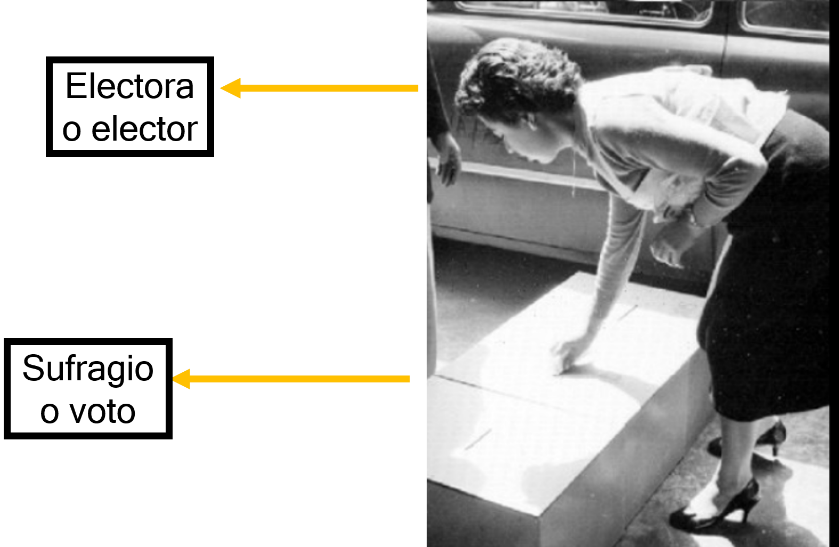 Electora
o elector
Sufragio
o voto